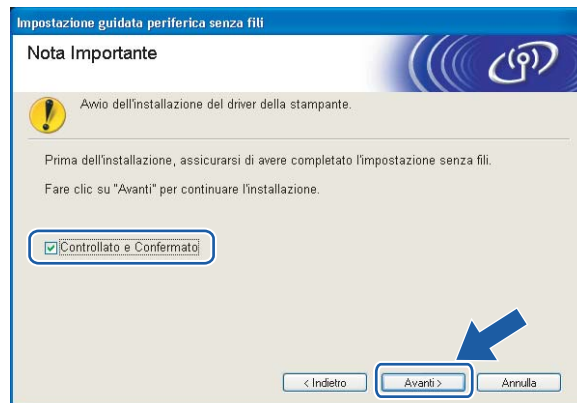 Impostazione guidata periferica senza fili
Nota Importante
Avvio dell'installazione del driver della stampante.
Prima dell'installazione, assicurarsi di avere completato l'impostazione senza fili.
Fare clic su "Avanti" per continuare l'installazione.
Controllato e Confermato
< Indietro
Avanti >
Annulla